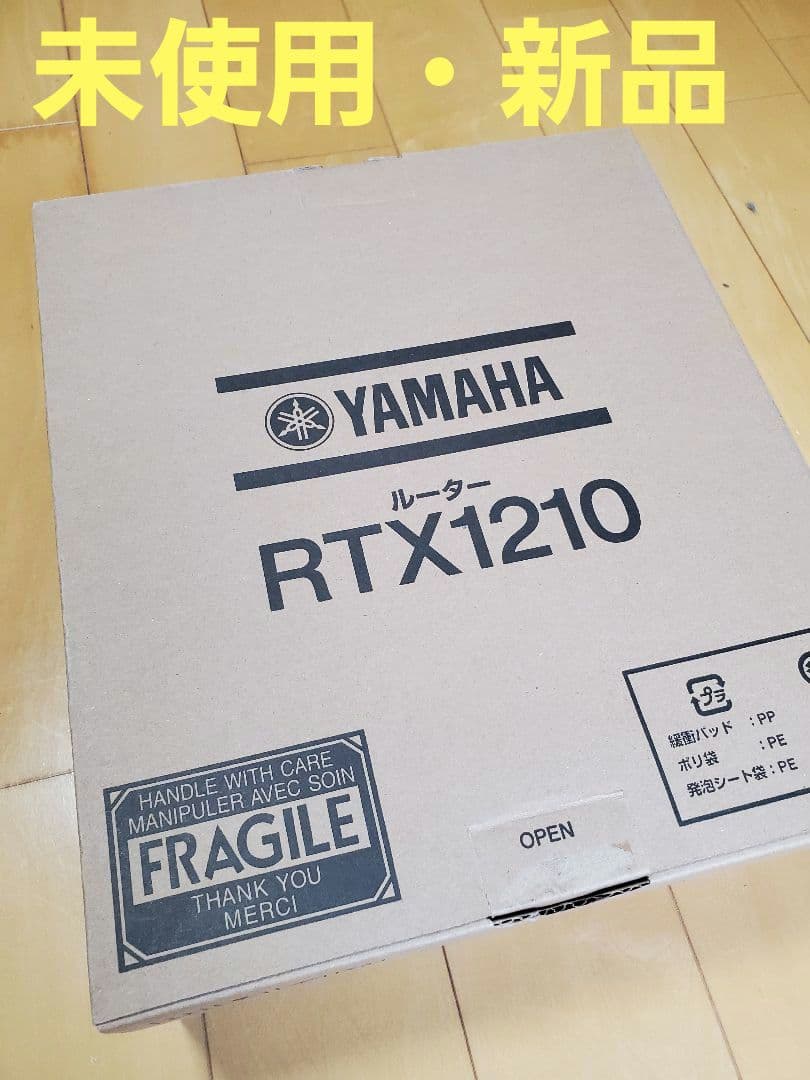 未使用・新品
YAMAHA
ルーター
RTX1210
プラ
緩衝パッド :PP
ポリ袋 :PE
発泡シート袋:PE
HANDLE WITH CARE
MANIPULER AVEC SOIN
FRAGILE
THANK YOU
MERCI
OPEN